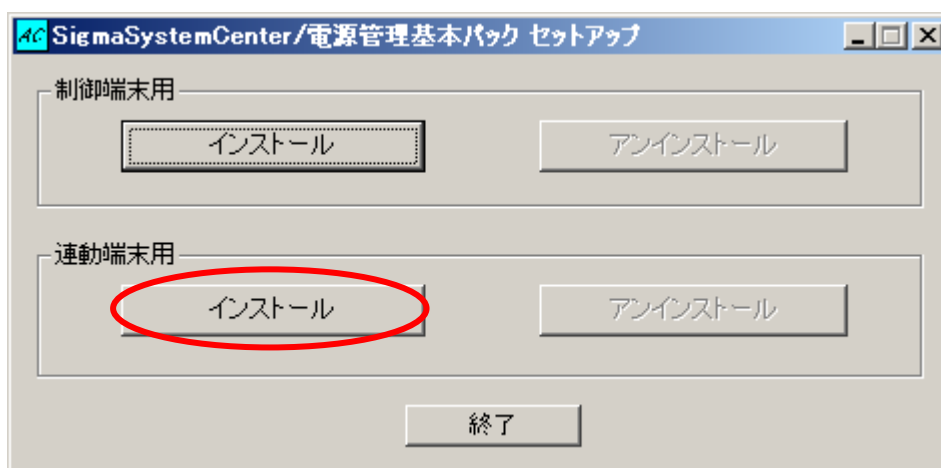 AC SigmaSystemCenter/電源管理基本パック セットアップ
制御端末用
インストール アンインストール
連動端末用
インストール アンインストール
終了